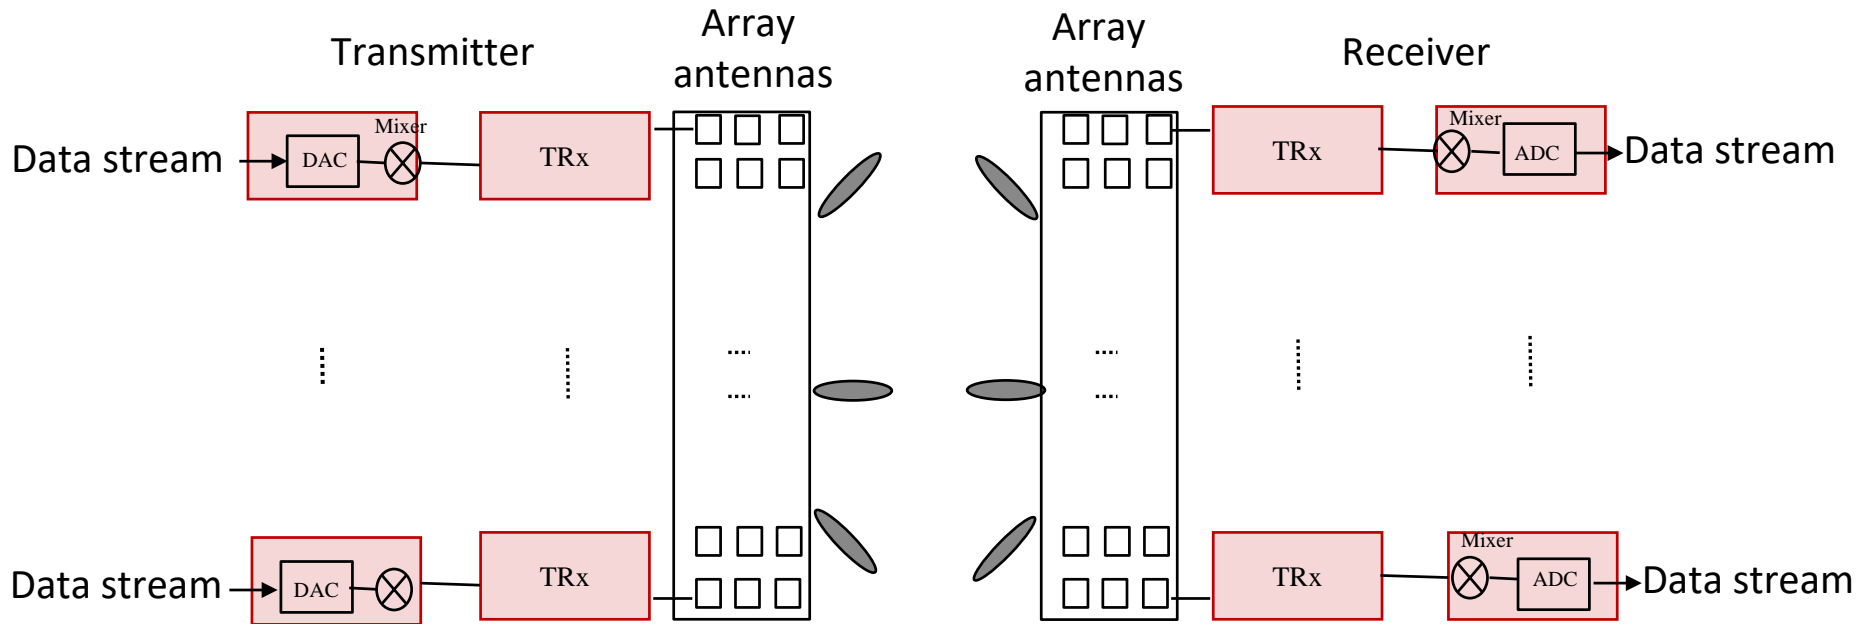 Transmitter
Array
antennas
Array
antennas
Receiver
Data stream
DAC
Mixer
TRx
TRx
Mixer
ADC
Data stream
Data stream
DAC
TRx
TRx
Mixer
ADC
Data stream